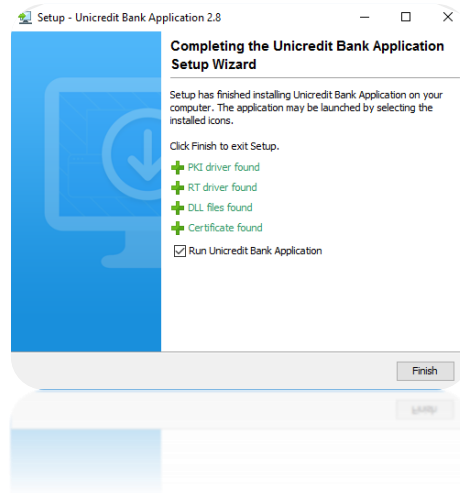 Setup - Unicredit Bank Application 2.8
Completing the Unicredit Bank Application
Setup Wizard
Setup has finished installing Unicredit Bank Application on your
computer. The application may be launched by selecting the
installed icons.
Click Finish to exit Setup.
PKI driver found
RT driver found
DLL files found
Certificate found
Run Unicredit Bank Application
Finish